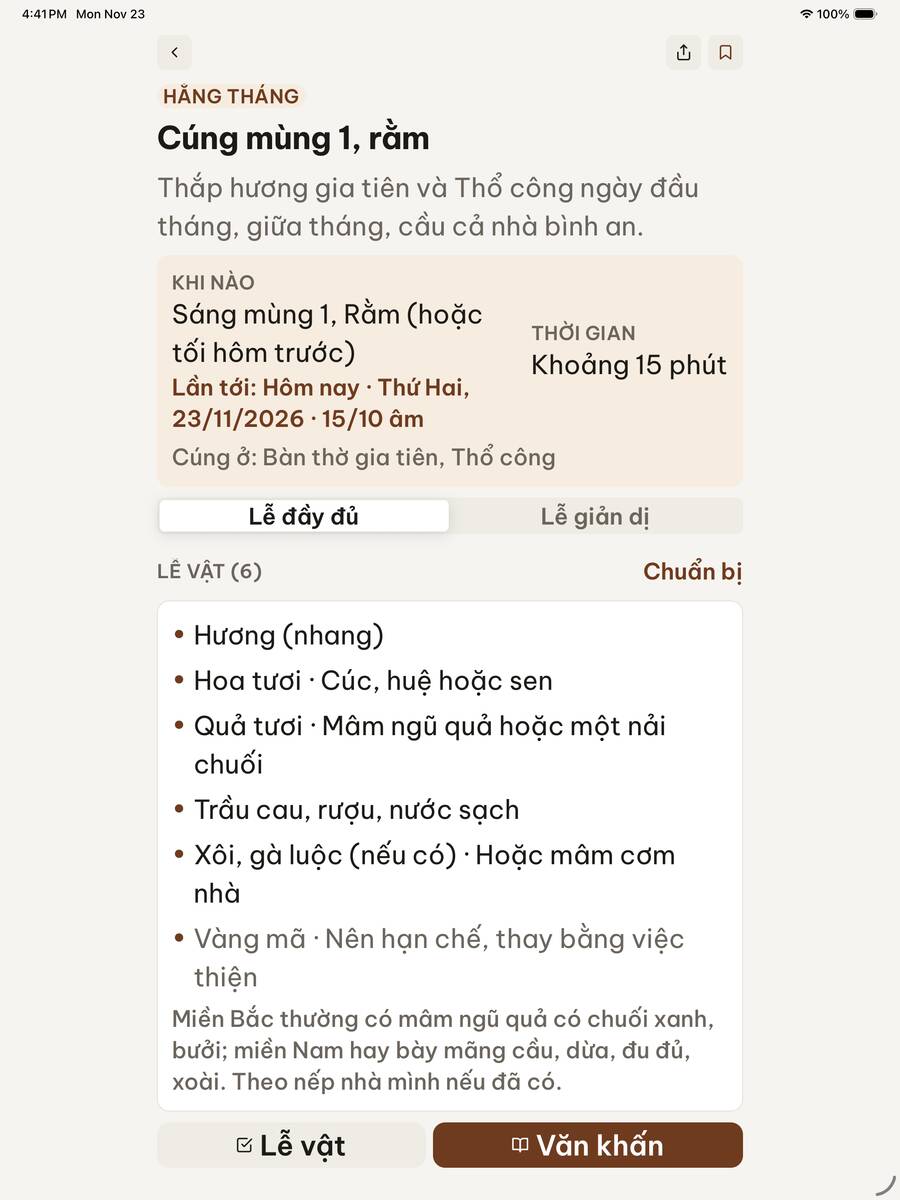 4:41 PM Mon Nov 23
100%
HẰNG THÁNG
Cúng mùng 1, rằm
Thắp hương gia tiên và Thổ công ngày đầu
tháng, giữa tháng, cầu cả nhà bình an.
KHI NÀO
Sáng mùng 1, Rằm (hoặc
tối hôm trước)
Lần tới: Hôm nay · Thứ Hai,
23/11/2026 · 15/10 âm
THỜI GIAN
Khoảng 15 phút
Cúng ở: Bàn thờ gia tiên, Thổ công
Lễ đầy đủ
Lễ giản dị
LỄ VẬT (6)
Chuẩn bị
• Hương (nhang)
• Hoa tươi · Cúc, huệ hoặc sen
• Quả tươi · Mâm ngũ quả hoặc một nải
chuối
• Trầu cau, rượu, nước sạch
• Xôi, gà luộc (nếu có) · Hoặc mâm cơm
nhà
• Vàng mã · Nên hạn chế, thay bằng việc
thiện
Miền Bắc thường có mâm ngũ quả có chuối xanh,
bưởi; miền Nam hay bày mãng cầu, dừa, đu đủ,
xoài. Theo nếp nhà mình nếu đã có.
Lễ vật
Văn khấn